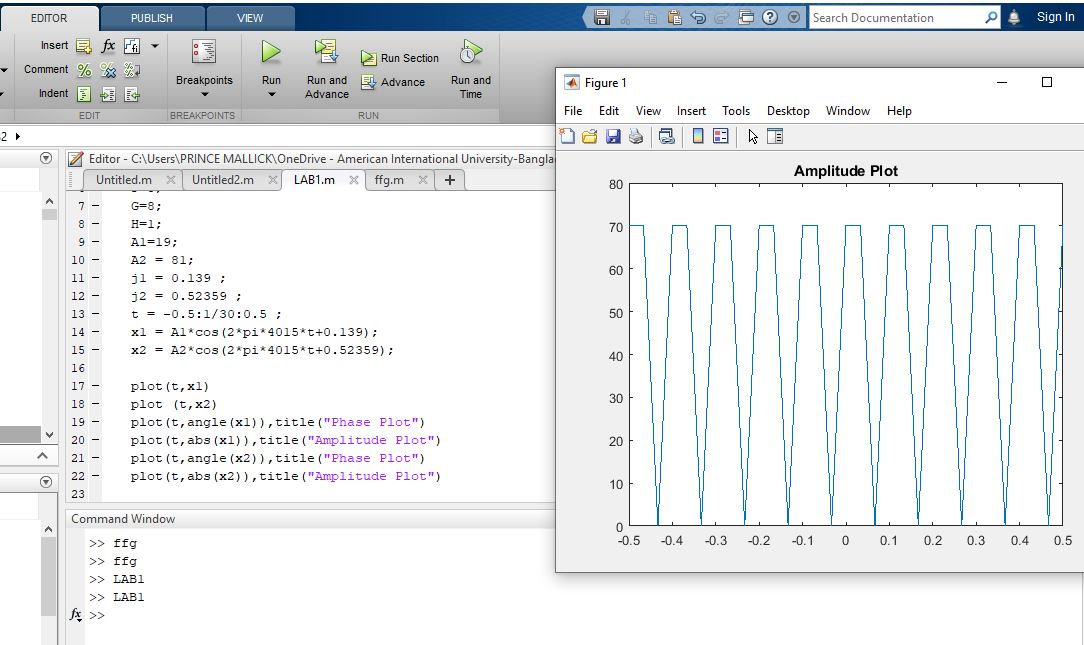 EDITOR PUBLISH VIEW
Search Documentation
Sign In
Insert
Comment
Indent
EDIT
Breakpoints
BREAKPOINTS
Run
Run and
Advance
Run Section
Advance
Run and
Time
RUN
Editor - C:\Users\PRINCE MALLICK\OneDrive - American International University-Bangla
Untitled.m Untitled2.m LAB1.m ffg.m
7 - G=8;
8 - H=1;
9 - A1=19;
10 - A2 = 81;
11 - j1 = 0.139 ;
12 - j2 = 0.52359 ;
13 - t = -0.5:1/30:0.5 ;
14 - x1 = A1*cos(2*pi*4015*t+0.139);
15 - x2 = A2*cos(2*pi*4015*t+0.52359);
16
17 - plot(t,x1)
18 - plot (t,x2)
19 - plot(t,angle(x1)),title("Phase Plot")
20 - plot(t,abs(x1)),title("Amplitude Plot")
21 - plot(t,angle(x2)),title("Phase Plot")
22 - plot(t,abs(x2)),title("Amplitude Plot")
23
Command Window
>> ffg
>> ffg
>> LAB1
>> LAB1
fx >>
Figure 1
File Edit View Insert Tools Desktop Window Help
Amplitude Plot
80
70
60
50
40
30
20
10
0
-0.5 -0.4 -0.3 -0.2 -0.1 0 0.1 0.2 0.3 0.4 0.5